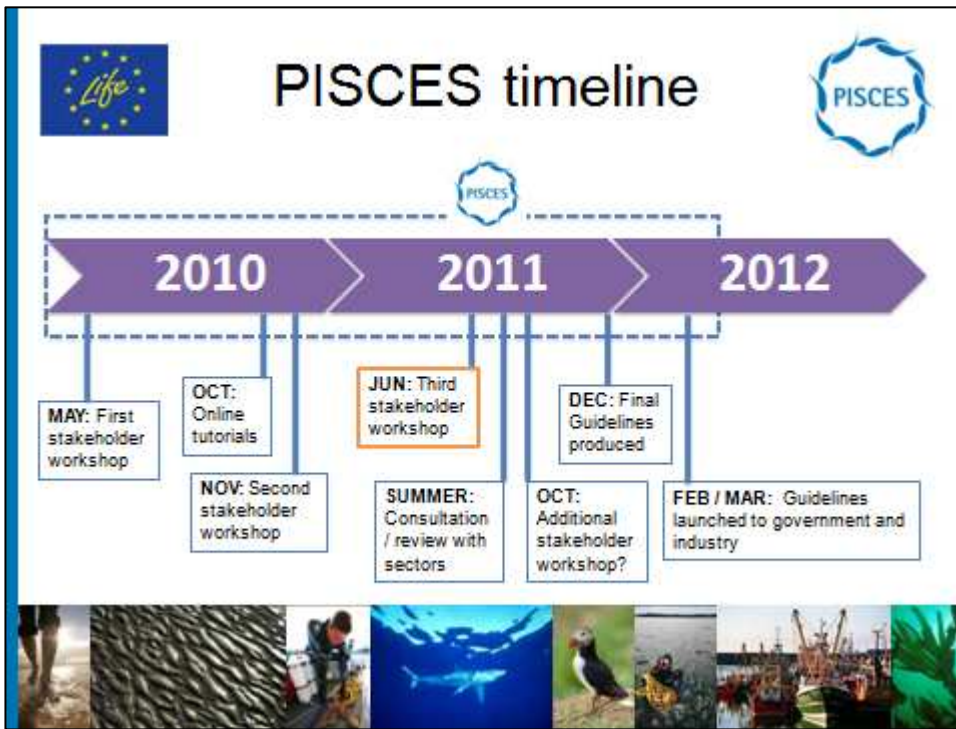 Life
PISCES timeline
PISCES
PISCES
2010
2011
2012
MAY: First
stakeholder
workshop
OCT:
Online
tutorials
NOV: Second
stakeholder
workshop
JUN: Third
stakeholder
workshop
SUMMER:
Consultation
/ review with
sectors
OCT:
Additional
stakeholder
workshop?
DEC: Final
Guidelines
produced
FEB / MAR: Guidelines
launched to government and
industry